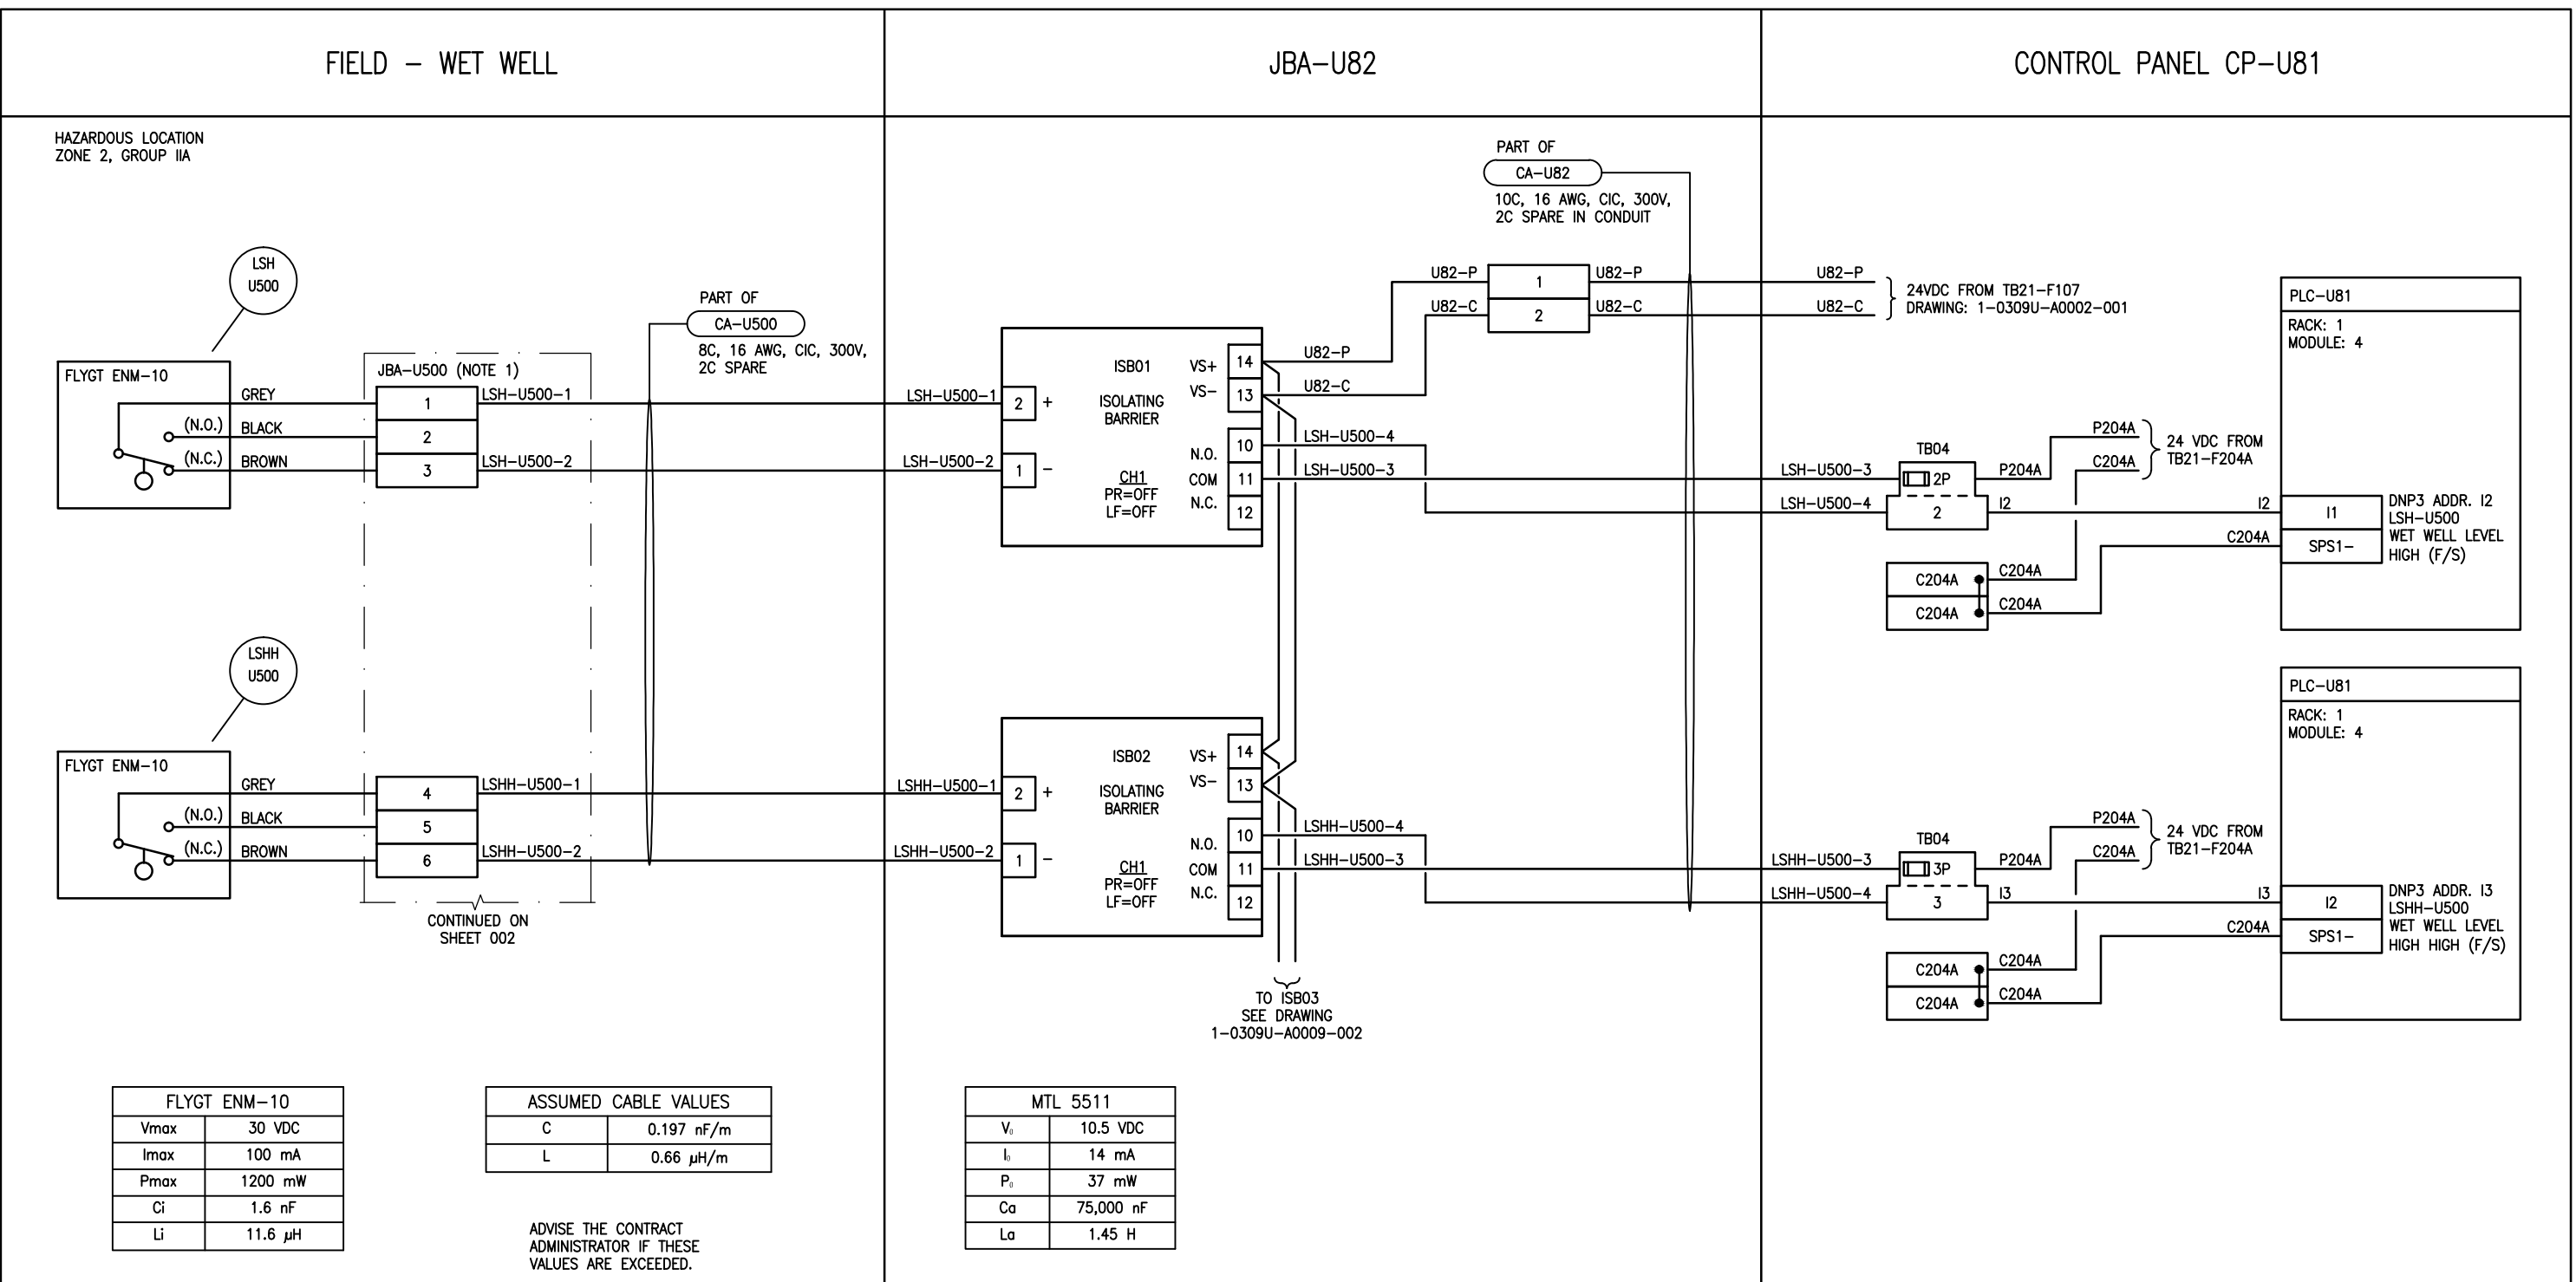 FIELD - WET WELL
JBA-U82
CONTROL PANEL CP-U81
HAZARDOUS LOCATION
ZONE 2, GROUP IIA
LSH
U500
FLYGT ENM-10
GREY
(N.O.) BLACK
(N.C.) BROWN
JBA-U500 (NOTE 1)
1
2
3
LSH-U500-1
LSH-U500-2
PART OF
CA-U500
8C, 16 AWG, CIC, 300V,
2C SPARE
LSHH
U500
FLYGT ENM-10
GREY
(N.O.) BLACK
(N.C.) BROWN
4
5
6
LSHH-U500-1
LSHH-U500-2
CONTINUED ON
SHEET 002
LSH-U500-1
LSH-U500-2
2 +
1 -
ISB01
ISOLATING
BARRIER
CH1
PR=OFF
LF=OFF
VS+ 14
VS- 13
N.O. 10
COM 11
N.C. 12
U82-P
U82-C
LSH-U500-4
LSH-U500-3
U82-P
U82-C
1
2
U82-P
U82-C
PART OF
CA-U82
10C, 16 AWG, CIC, 300V,
2C SPARE IN CONDUIT
LSHH-U500-1
LSHH-U500-2
2 +
1 -
ISB02
ISOLATING
BARRIER
CH1
PR=OFF
LF=OFF
VS+ 14
VS- 13
N.O. 10
COM 11
N.C. 12
LSHH-U500-4
LSHH-U500-3
TO ISB03
SEE DRAWING
1-0309U-A0009-002
U82-P
U82-C
24VDC FROM TB21-F107
DRAWING: 1-0309U-A0002-001
LSH-U500-3
LSH-U500-4
TB04
2P
2
P204A
I2
P204A
C204A
24 VDC FROM
TB21-F204A
C204A
C204A
C204A
C204A
I2
C204A
PLC-U81
RACK: 1
MODULE: 4
I1
SPS1-
DNP3 ADDR. I2
LSH-U500
WET WELL LEVEL
HIGH (F/S)
LSHH-U500-3
LSHH-U500-4
TB04
3P
3
P204A
I3
P204A
C204A
24 VDC FROM
TB21-F204A
C204A
C204A
C204A
C204A
I3
C204A
PLC-U81
RACK: 1
MODULE: 4
I2
SPS1-
DNP3 ADDR. I3
LSHH-U500
WET WELL LEVEL
HIGH HIGH (F/S)
FLYGT ENM-10
Vmax 30 VDC
Imax 100 mA
Pmax 1200 mW
Ci 1.6 nF
Li 11.6 µH
ASSUMED CABLE VALUES
C 0.197 nF/m
L 0.66 µH/m
ADVISE THE CONTRACT
ADMINISTRATOR IF THESE
VALUES ARE EXCEEDED.
MTL 5511
V₀ 10.5 VDC
I₀ 14 mA
P₀ 37 mW
Ca 75,000 nF
La 1.45 H